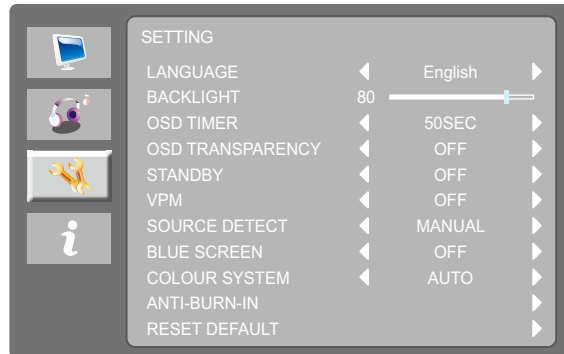 SETTING
LANGUAGE English
BACKLIGHT 80
OSD TIMER 50SEC
OSD TRANSPARENCY OFF
STANDBY OFF
VPM OFF
SOURCE DETECT MANUAL
BLUE SCREEN OFF
COLOUR SYSTEM AUTO
ANTI-BURN-IN
RESET DEFAULT